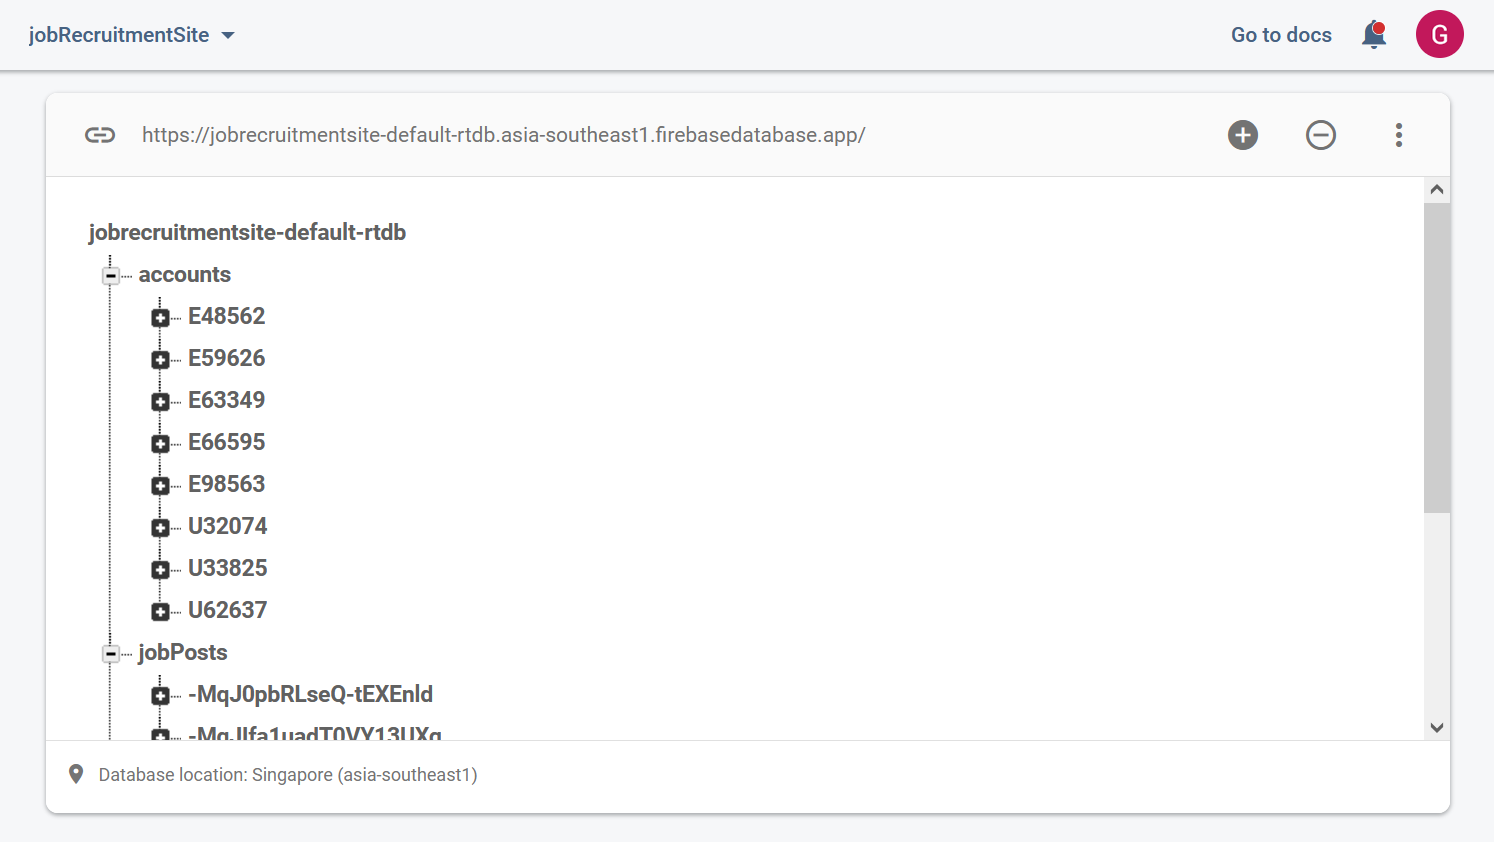 jobRecruitmentSite
Go to docs
G
https://jobrecruitmentsite-default-rtdb.asia-southeast1.firebasedatabase.app/
jobrecruitmentsite-default-rtdb
accounts
E48562
E59626
E63349
E66595
E98563
U32074
U33825
U62637
jobPosts
-MqJ0pbRLseQ-tEXEnld
Database location: Singapore (asia-southeast1)